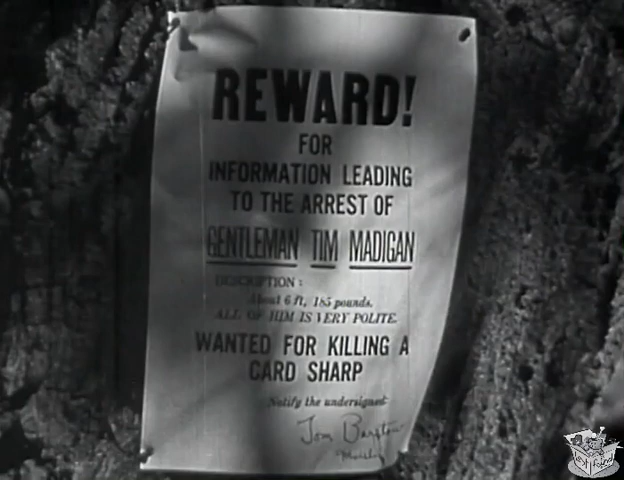 REWARD!
FOR
INFORMATION LEADING
TO THE ARREST OF
GENTLEMAN TIM MADIGAN
DESCRIPTION:
About 6 ft, 185 pounds.
ALL OF HIM IS VERY POLITE.
WANTED FOR KILLING A
CARD SHARP
Notify the undersigned
Tom